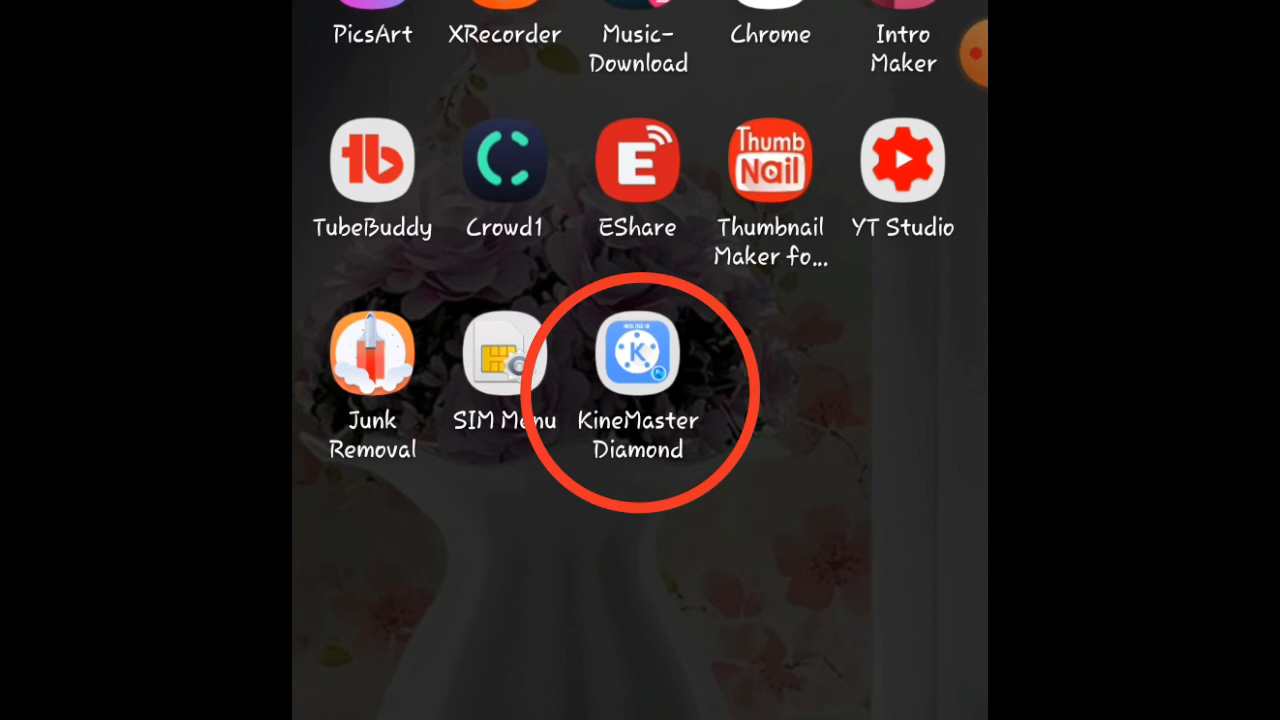 PicsArt
XRecorder
Music-
Download
Chrome
Intro
Maker
Thumb
Nail
TubeBuddy
Crowd1
EShare
Thumbnail
Maker fo...
YT Studio
Junk
Removal
SIM Menu
K
KineMaster
Diamond